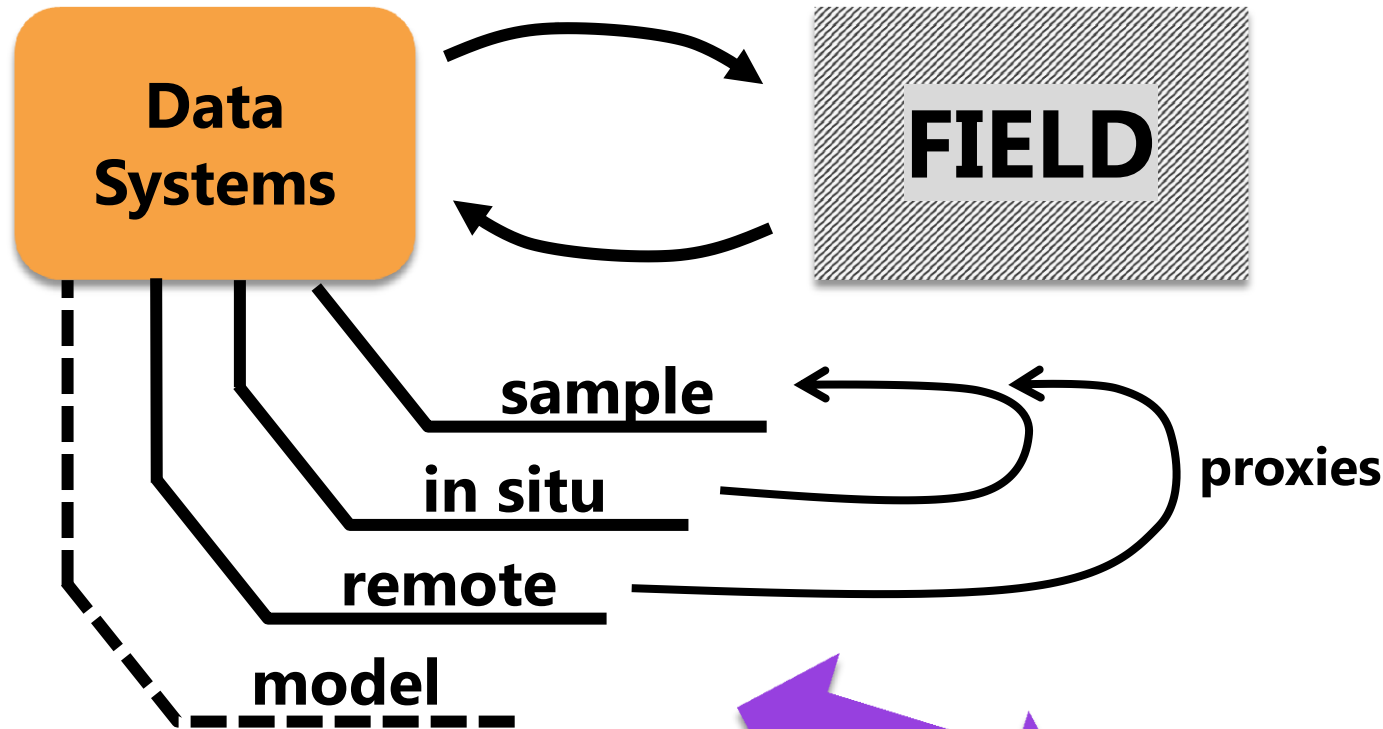 Data
Systems
FIELD
sample
in situ
proxies
remote
model